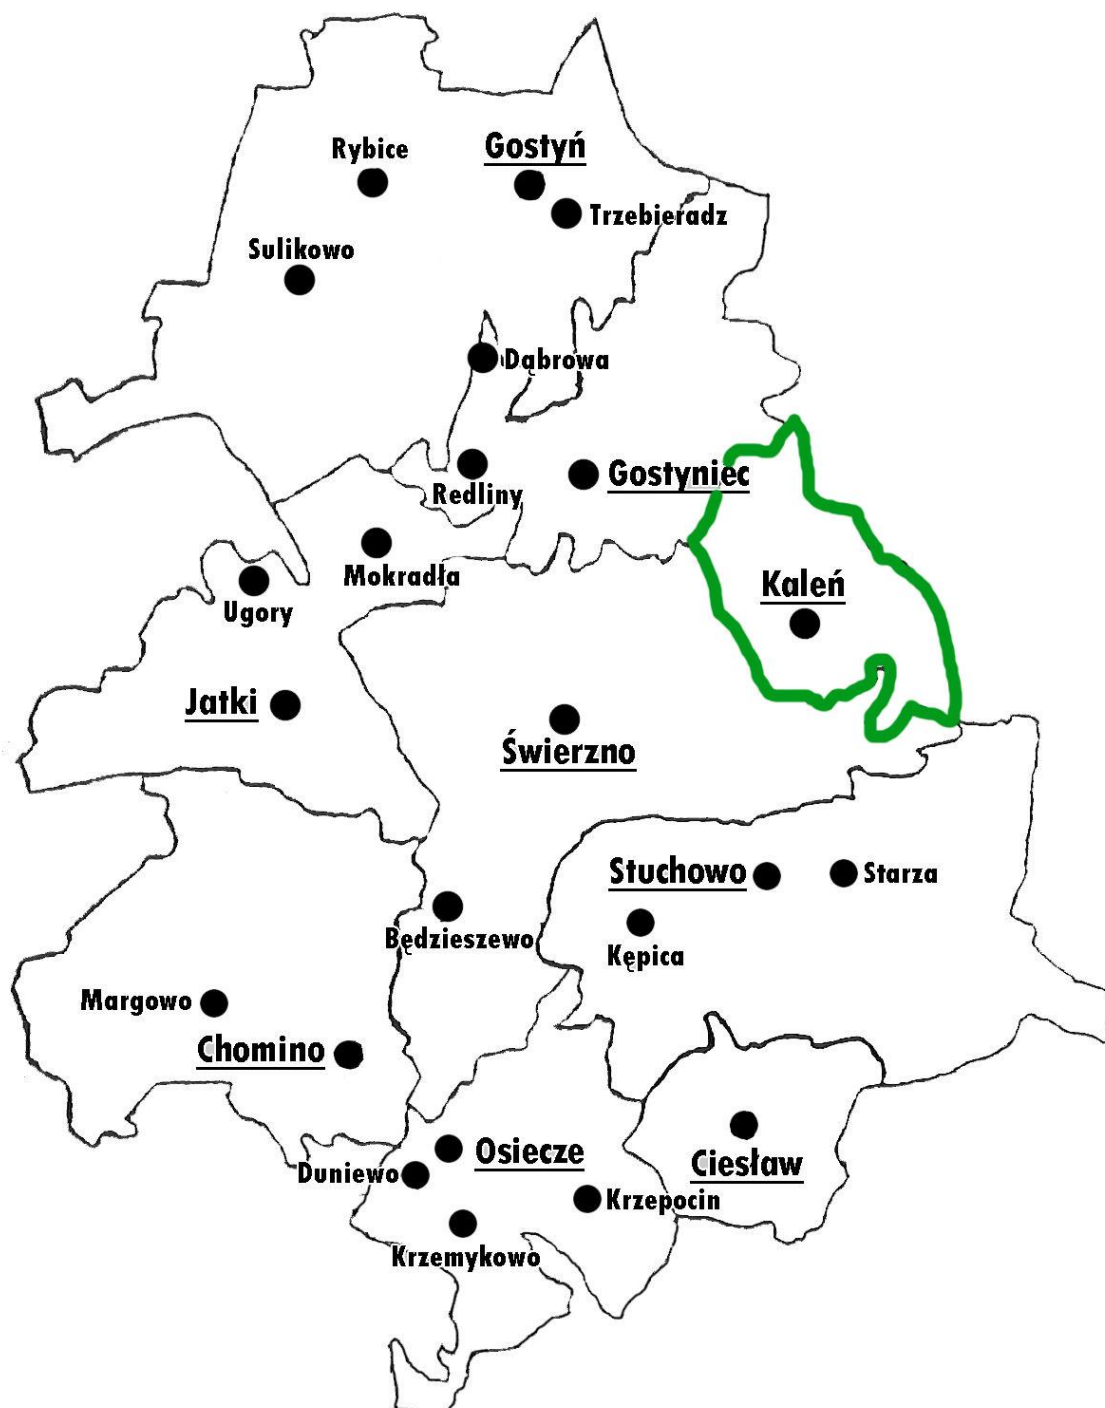 Rybice
Gostyń
Trzebieradz
Sulikowo
Dąbrowa
Redliny
Gostyniec
Mokradła
Ugory
Kaleń
Jatki
Świerzno
Stuchowo
Starza
Będzieszewo
Kępica
Margowo
Chomino
Osiecze
Ciesław
Duniewo
Krzepocin
Krzemykowo